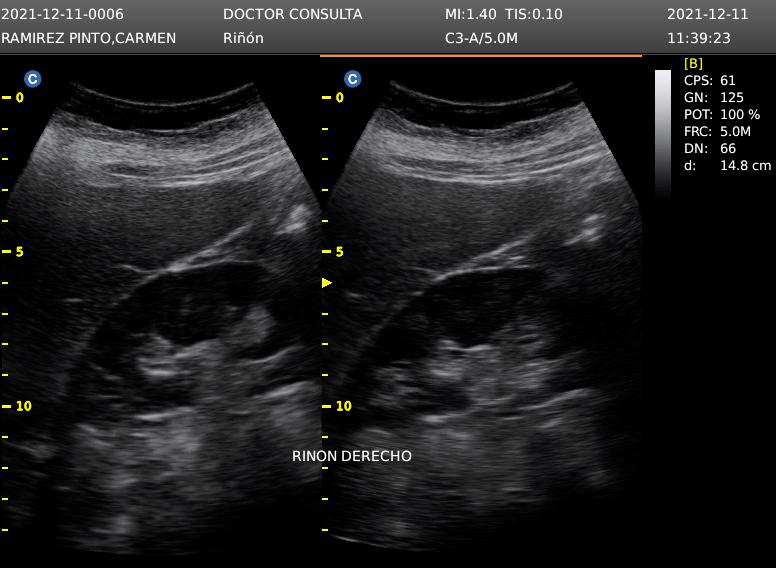 2021-12-11-0006 DOCTOR CONSULTA MI:1.40 TIS:0.10 2021-12-11
RAMIREZ PINTO,CARMEN Riñón C3-A/5.0M 11:39:23
C C [B]
0 0 CPS: 61
GN: 125
POT: 100 %
FRC: 5.0M
DN: 66
d: 14.8 cm
5 5
10 10
RINON DERECHO